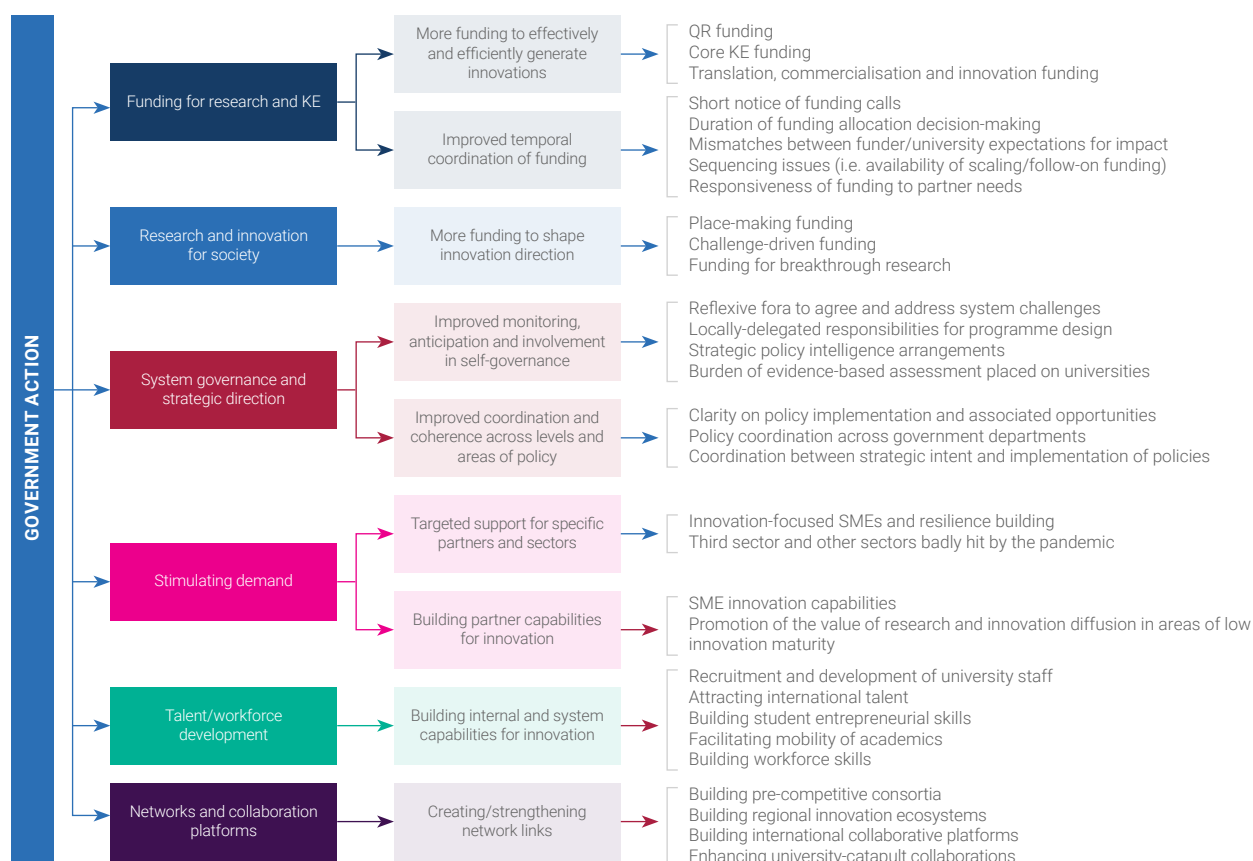 GOVERNMENT ACTION
Funding for research and KE
More funding to effectively
and efficiently generate
innovations
QR funding
Core KE funding
Translation, commercialisation and innovation funding
Improved temporal
coordination of funding
Short notice of funding calls
Duration of funding allocation decision-making
Mismatches between funder/university expectations for impact
Sequencing issues (i.e. availability of scaling/follow-on funding)
Responsiveness of funding to partner needs
Research and innovation
for society
More funding to shape
innovation direction
Place-making funding
Challenge-driven funding
Funding for breakthrough research
System governance and
strategic direction
Improved monitoring,
anticipation and involvement
in self-governance
Reflexive fora to agree and address system challenges
Locally-delegated responsibilities for programme design
Strategic policy intelligence arrangements
Burden of evidence-based assessment placed on universities
Improved coordination and
coherence across levels and
areas of policy
Clarity on policy implementation and associated opportunities
Policy coordination across government departments
Coordination between strategic intent and implementation of policies
Stimulating demand
Targeted support for specific
partners and sectors
Innovation-focused SMEs and resilience building
Third sector and other sectors badly hit by the pandemic
Building partner capabilities
for innovation
SME innovation capabilities
Promotion of the value of research and innovation diffusion in areas of low
innovation maturity
Talent/workforce
development
Building internal and system
capabilities for innovation
Recruitment and development of university staff
Attracting international talent
Building student entrepreneurial skills
Facilitating mobility of academics
Building workforce skills
Networks and collaboration
platforms
Creating/strengthening
network links
Building pre-competitive consortia
Building regional innovation ecosystems
Building international collaborative platforms
Enhancing university-catapult collaborations